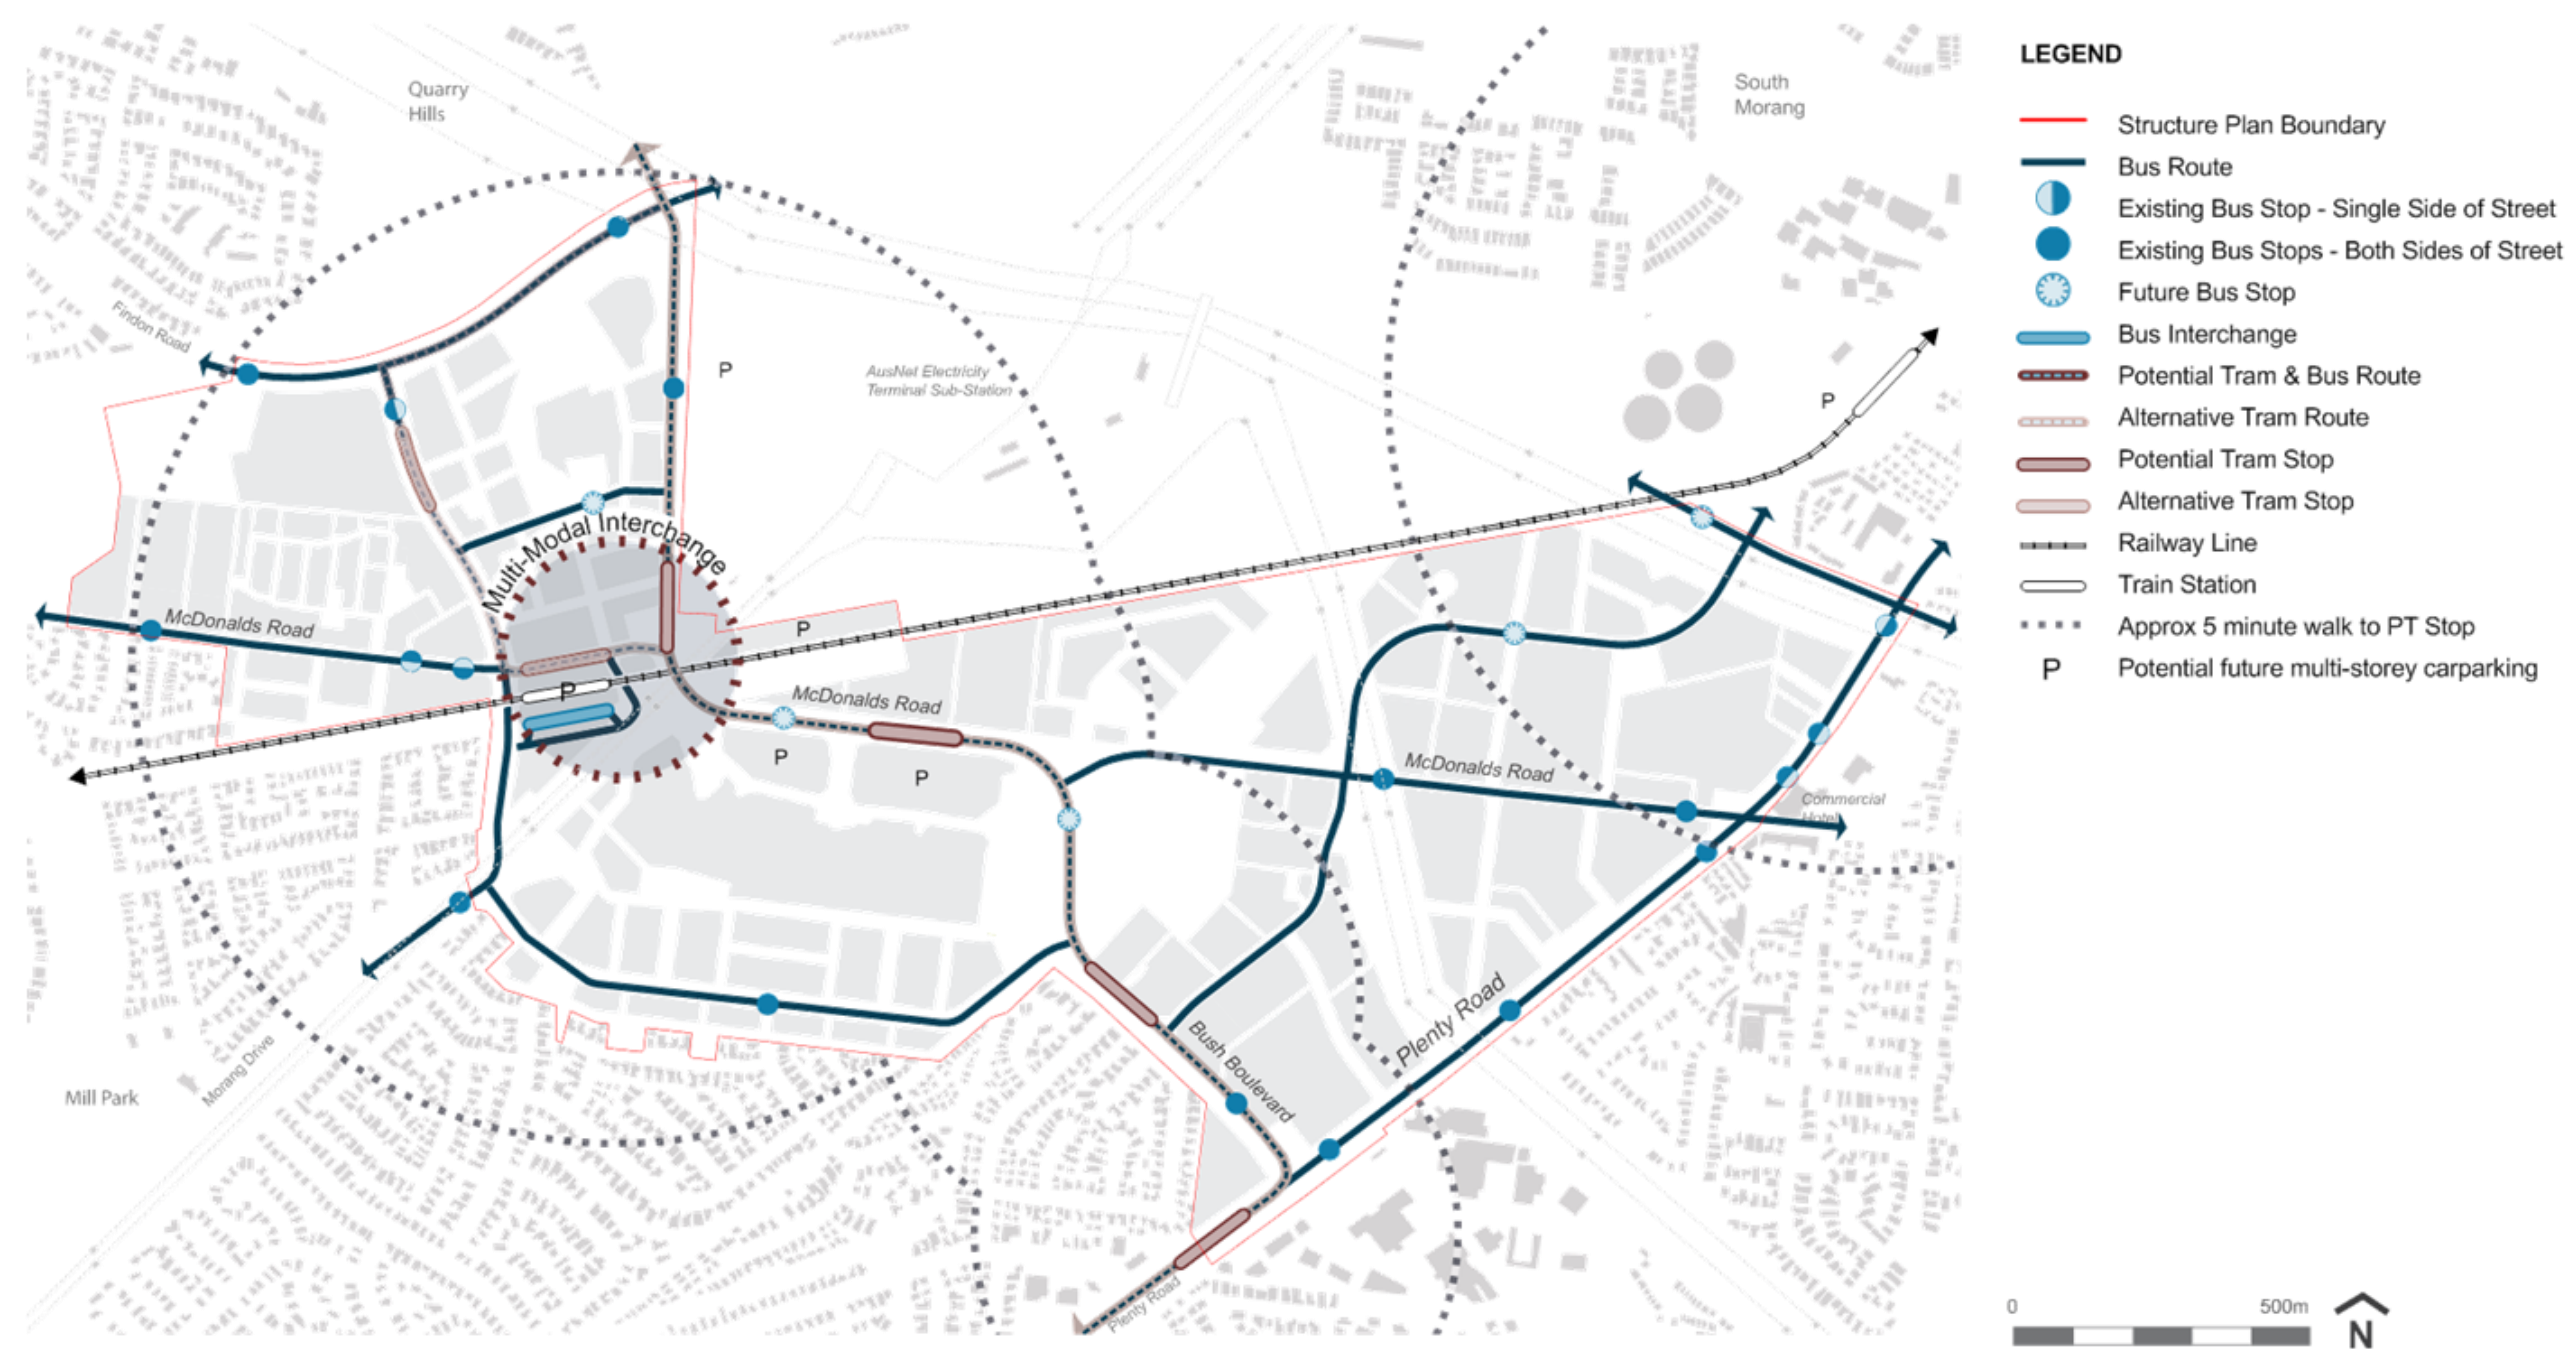 Quarry
Hills
South
Morang
Findon Road
P
AusNet Electricity
Terminal Sub-Station
P
Multi-Modal Interchange
McDonalds Road
P
P
McDonalds Road
P
P
McDonalds Road
Commercial
Hotel
Plenty Road
Bush Boulevard
Morang Drive
Mill Park
Plenty Road
LEGEND
Structure Plan Boundary
Bus Route
Existing Bus Stop - Single Side of Street
Existing Bus Stops - Both Sides of Street
Future Bus Stop
Bus Interchange
Potential Tram & Bus Route
Alternative Tram Route
Potential Tram Stop
Alternative Tram Stop
Railway Line
Train Station
Approx 5 minute walk to PT Stop
P Potential future multi-storey carparking
0 500m
N